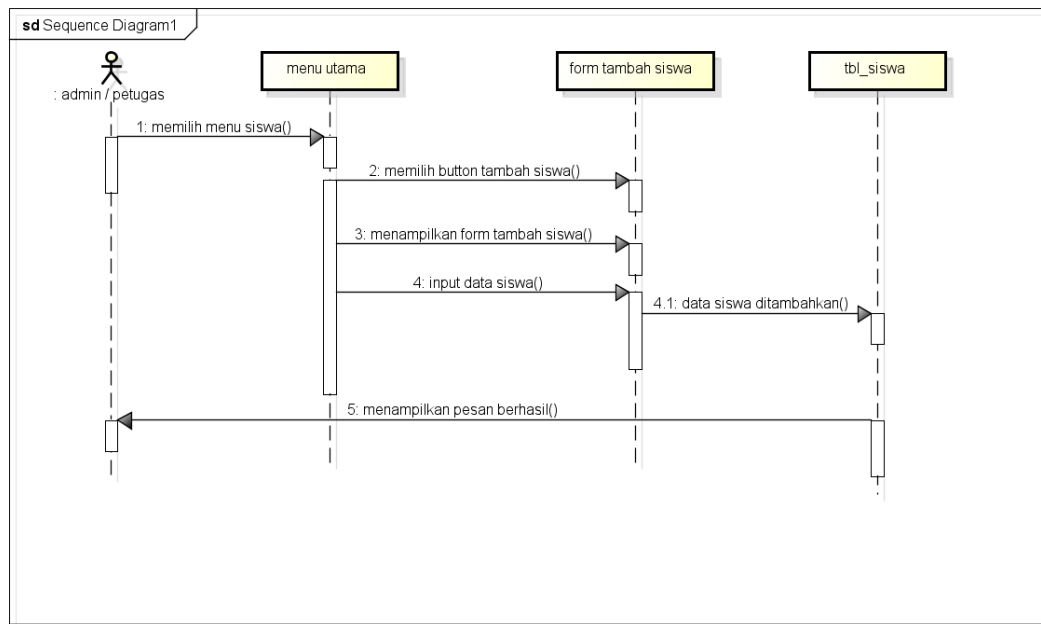 sd Sequence Diagram1
: admin / petugas
menu utama
form tambah siswa
tbl_siswa
1: memilih menu siswa()
2: memilih button tambah siswa()
3: menampilkan form tambah siswa()
4: input data siswa()
4.1: data siswa ditambahkan()
5: menampilkan pesan berhasil()